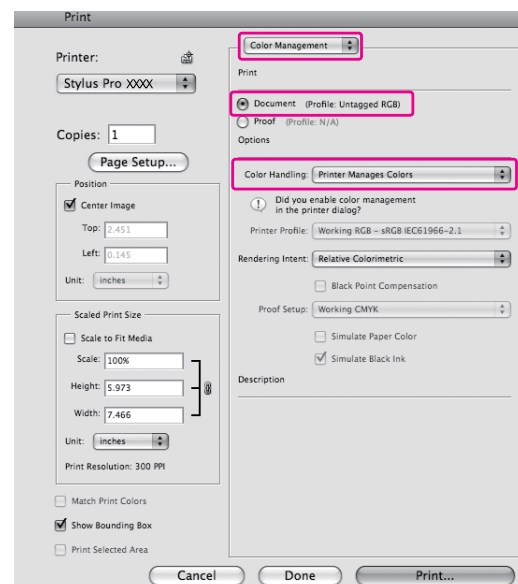 Print
Printer:
Stylus Pro XXXX
Copies: 1
Page Setup...
Position
Center Image
Top: 2.451
Left: 0.145
Unit: inches
Scaled Print Size
Scale to Fit Media
Scale: 100%
Height: 5.973
Width: 7.466
Unit: inches
Print Resolution: 300 PPI
Match Print Colors
Show Bounding Box
Print Selected Area
Color Management
Print
Document (Profile: Untagged RGB)
Proof (Profile: N/A)
Options
Color Handling: Printer Manages Colors
Did you enable color management
in the printer dialog?
Printer Profile: Working RGB - sRGB IEC61966-2.1
Rendering Intent: Relative Colorimetric
Black Point Compensation
Proof Setup: Working CMYK
Simulate Paper Color
Simulate Black Ink
Description
Cancel
Done
Print...